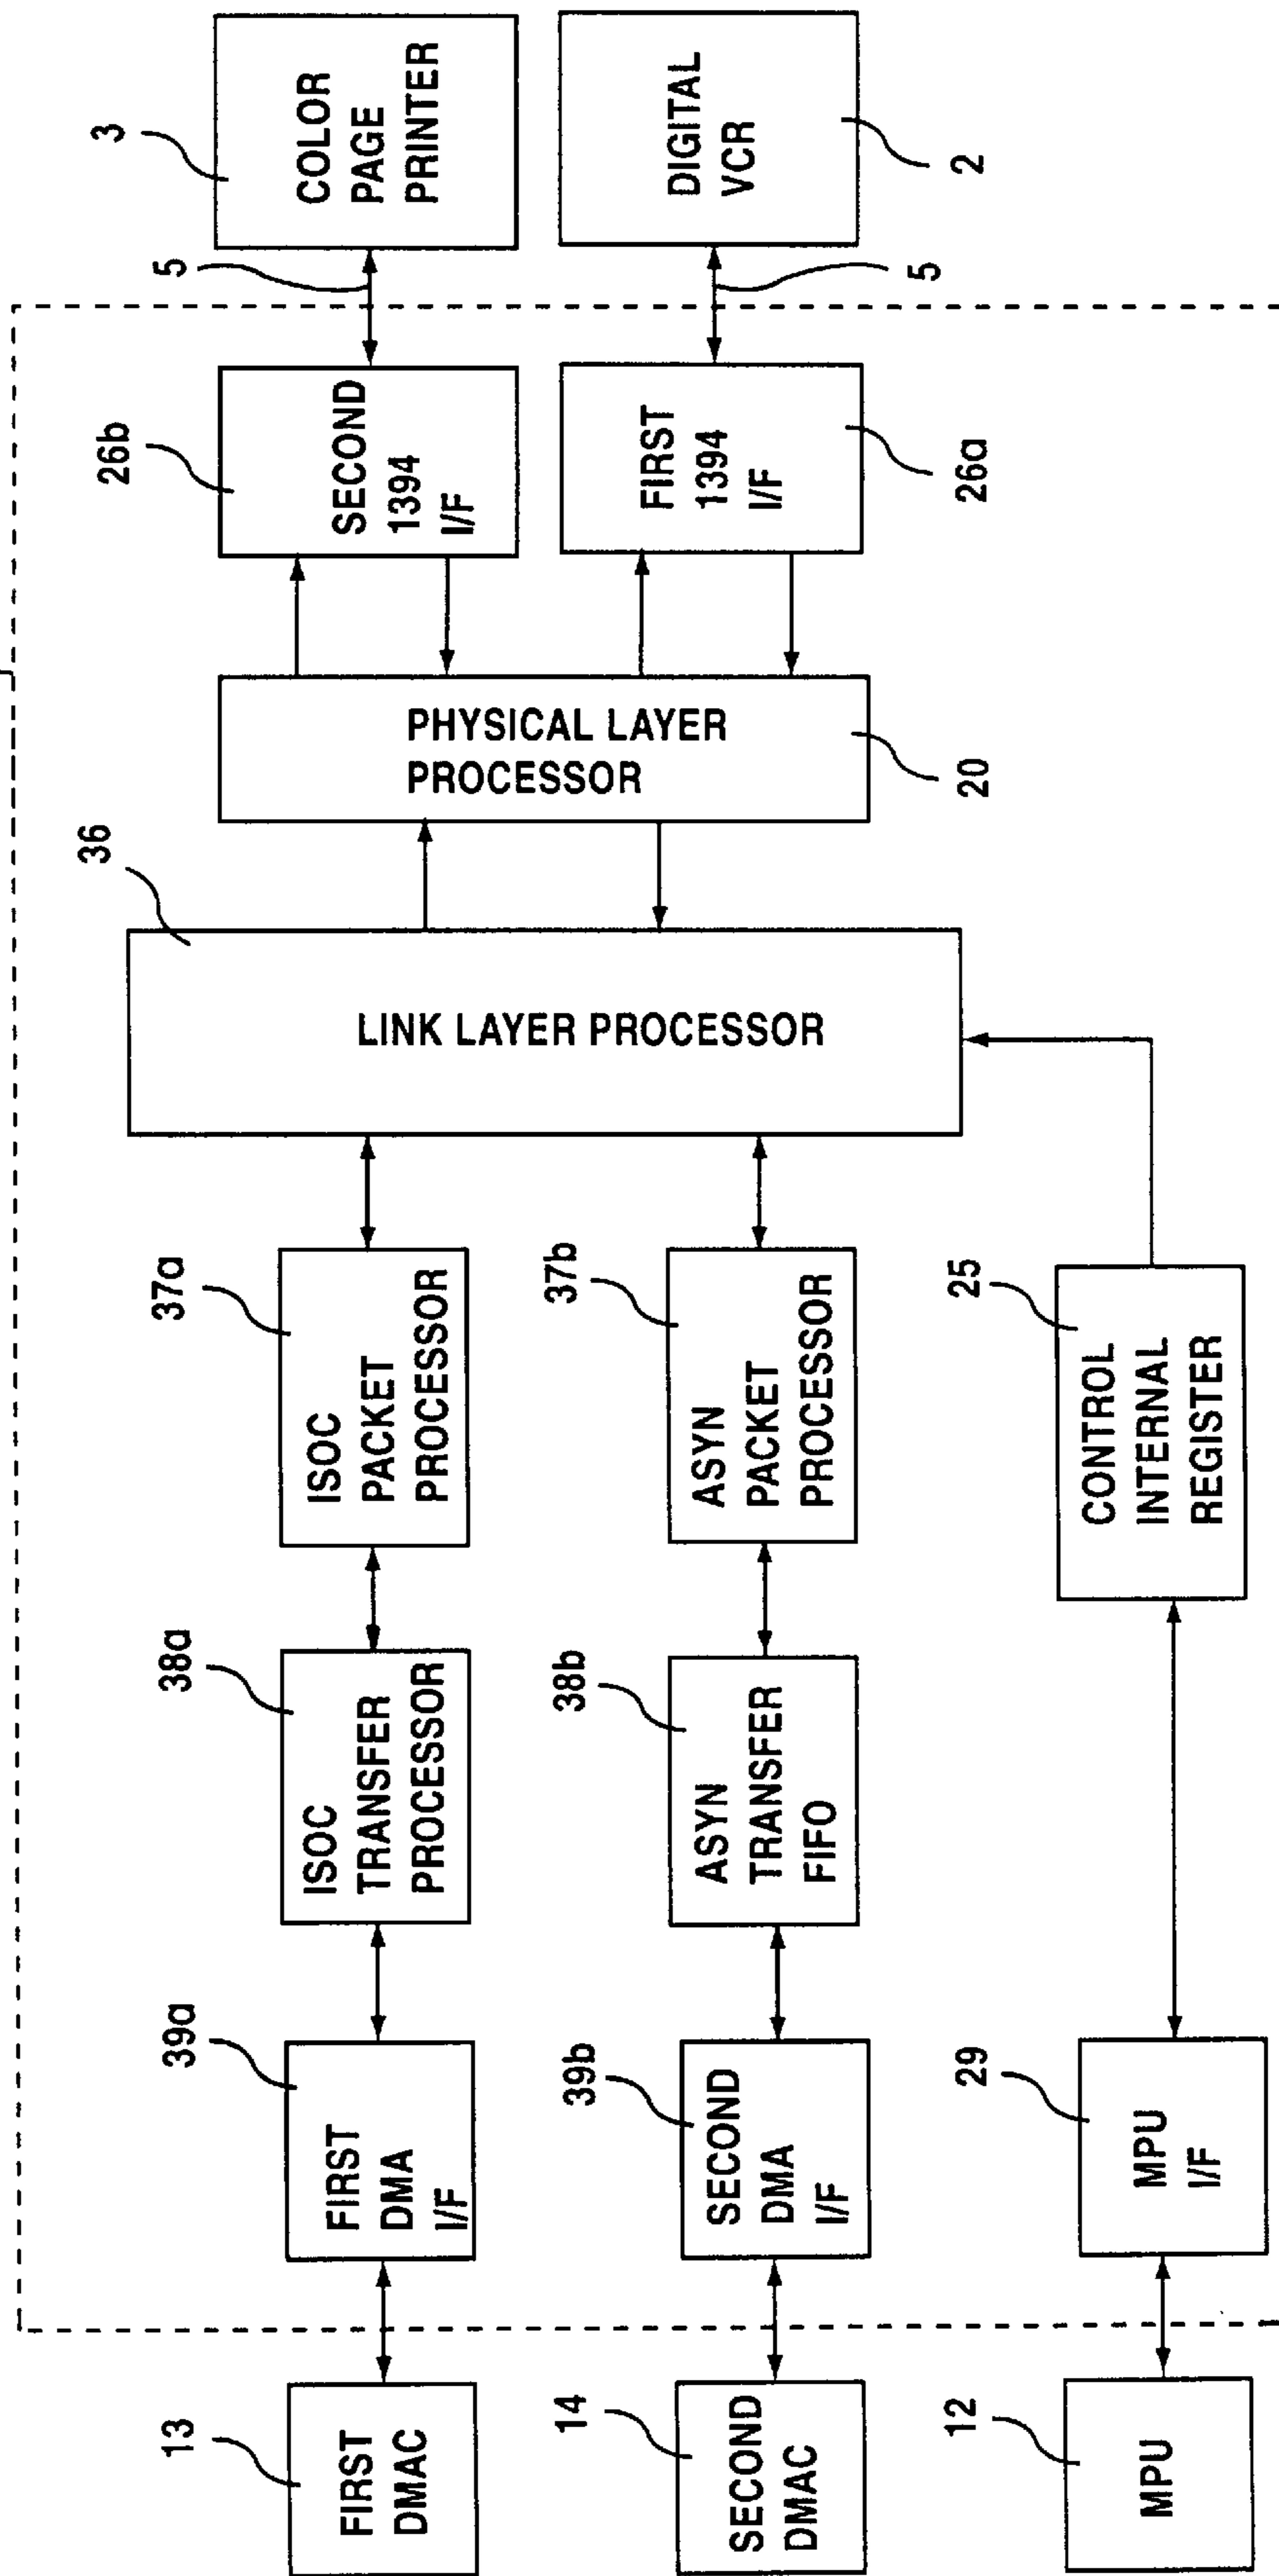 13
FIRST
DMAC
39a
FIRST
DMA
I/F
38a
ISOC
TRANSFER
PROCESSOR
37a
ISOC
PACKET
PROCESSOR
36
LINK LAYER PROCESSOR
PHYSICAL LAYER
PROCESSOR
20
26b
SECOND
1394
I/F
5
3
COLOR
PAGE
PRINTER
14
SECOND
DMAC
39b
SECOND
DMA
I/F
38b
ASYN
TRANSFER
FIFO
37b
ASYN
PACKET
PROCESSOR
FIRST
1394
I/F
26a
5
DIGITAL
VCR
2
12
MPU
29
MPU
I/F
25
CONTROL
INTERNAL
REGISTER